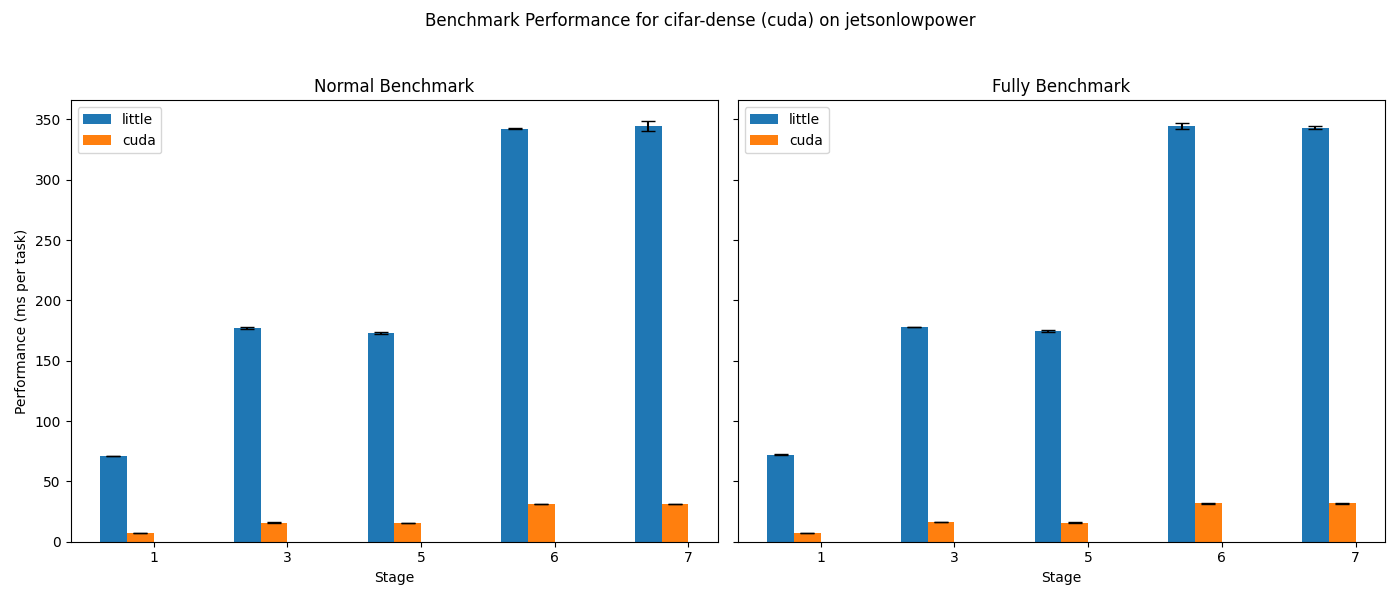 Benchmark Performance for cifar-dense (cuda) on jetsonlowpower
Normal Benchmark
little
cuda
Performance (ms per task)
350
300
250
200
150
100
50
0
1 3 5 6 7
Stage
Fully Benchmark
little
cuda
1 3 5 6 7
Stage